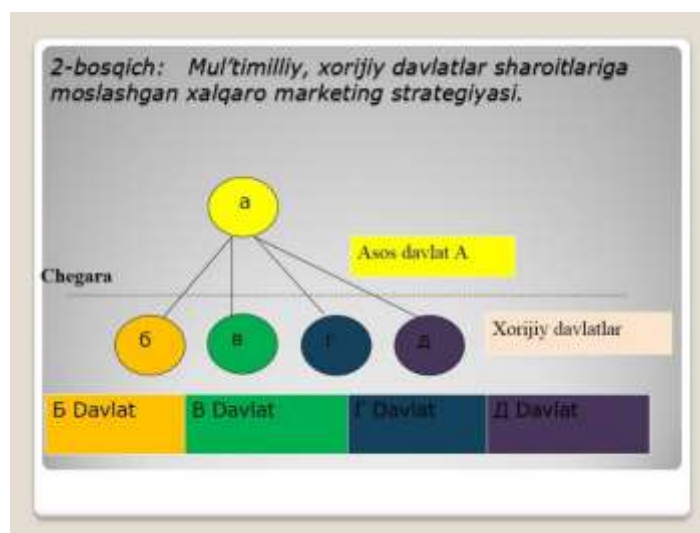 2-bosqich: Mul'timilliy, xorijiy davlatlar sharoitlariga
moslashgan xalqaro marketing strategiyasi.
а
Asos davlat A
Chegara
б
в
г
д
Xorijiy davlatlar
Б Davlat
В Davlat
Г Davlat
Д Davlat